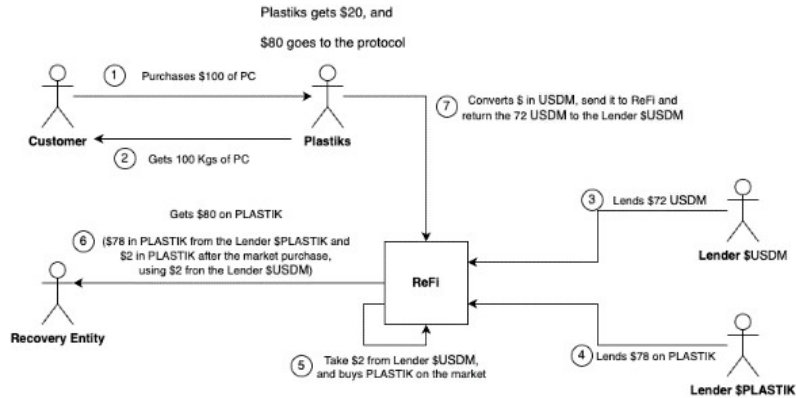 Plastiks gets $20, and
$80 goes to the protocol
1
Purchases $100 of PC
Customer
Plastiks
2
Gets 100 Kgs of PC
7
Converts $ in USDM, send it to ReFi and
return the 72 USDM to the Lender $USDM
3
Lends $72 USDM
Lender $USDM
Gets $80 on PLASTIK
6
($78 in PLASTIK from the Lender $PLASTIK and
$2 in PLASTIK after the market purchase,
using $2 fron the Lender $USDM)
ReFi
Recovery Entity
5
Take $2 from Lender $USDM,
and buys PLASTIK on the market
4
Lends $78 on PLASTIK
Lender $PLASTIK